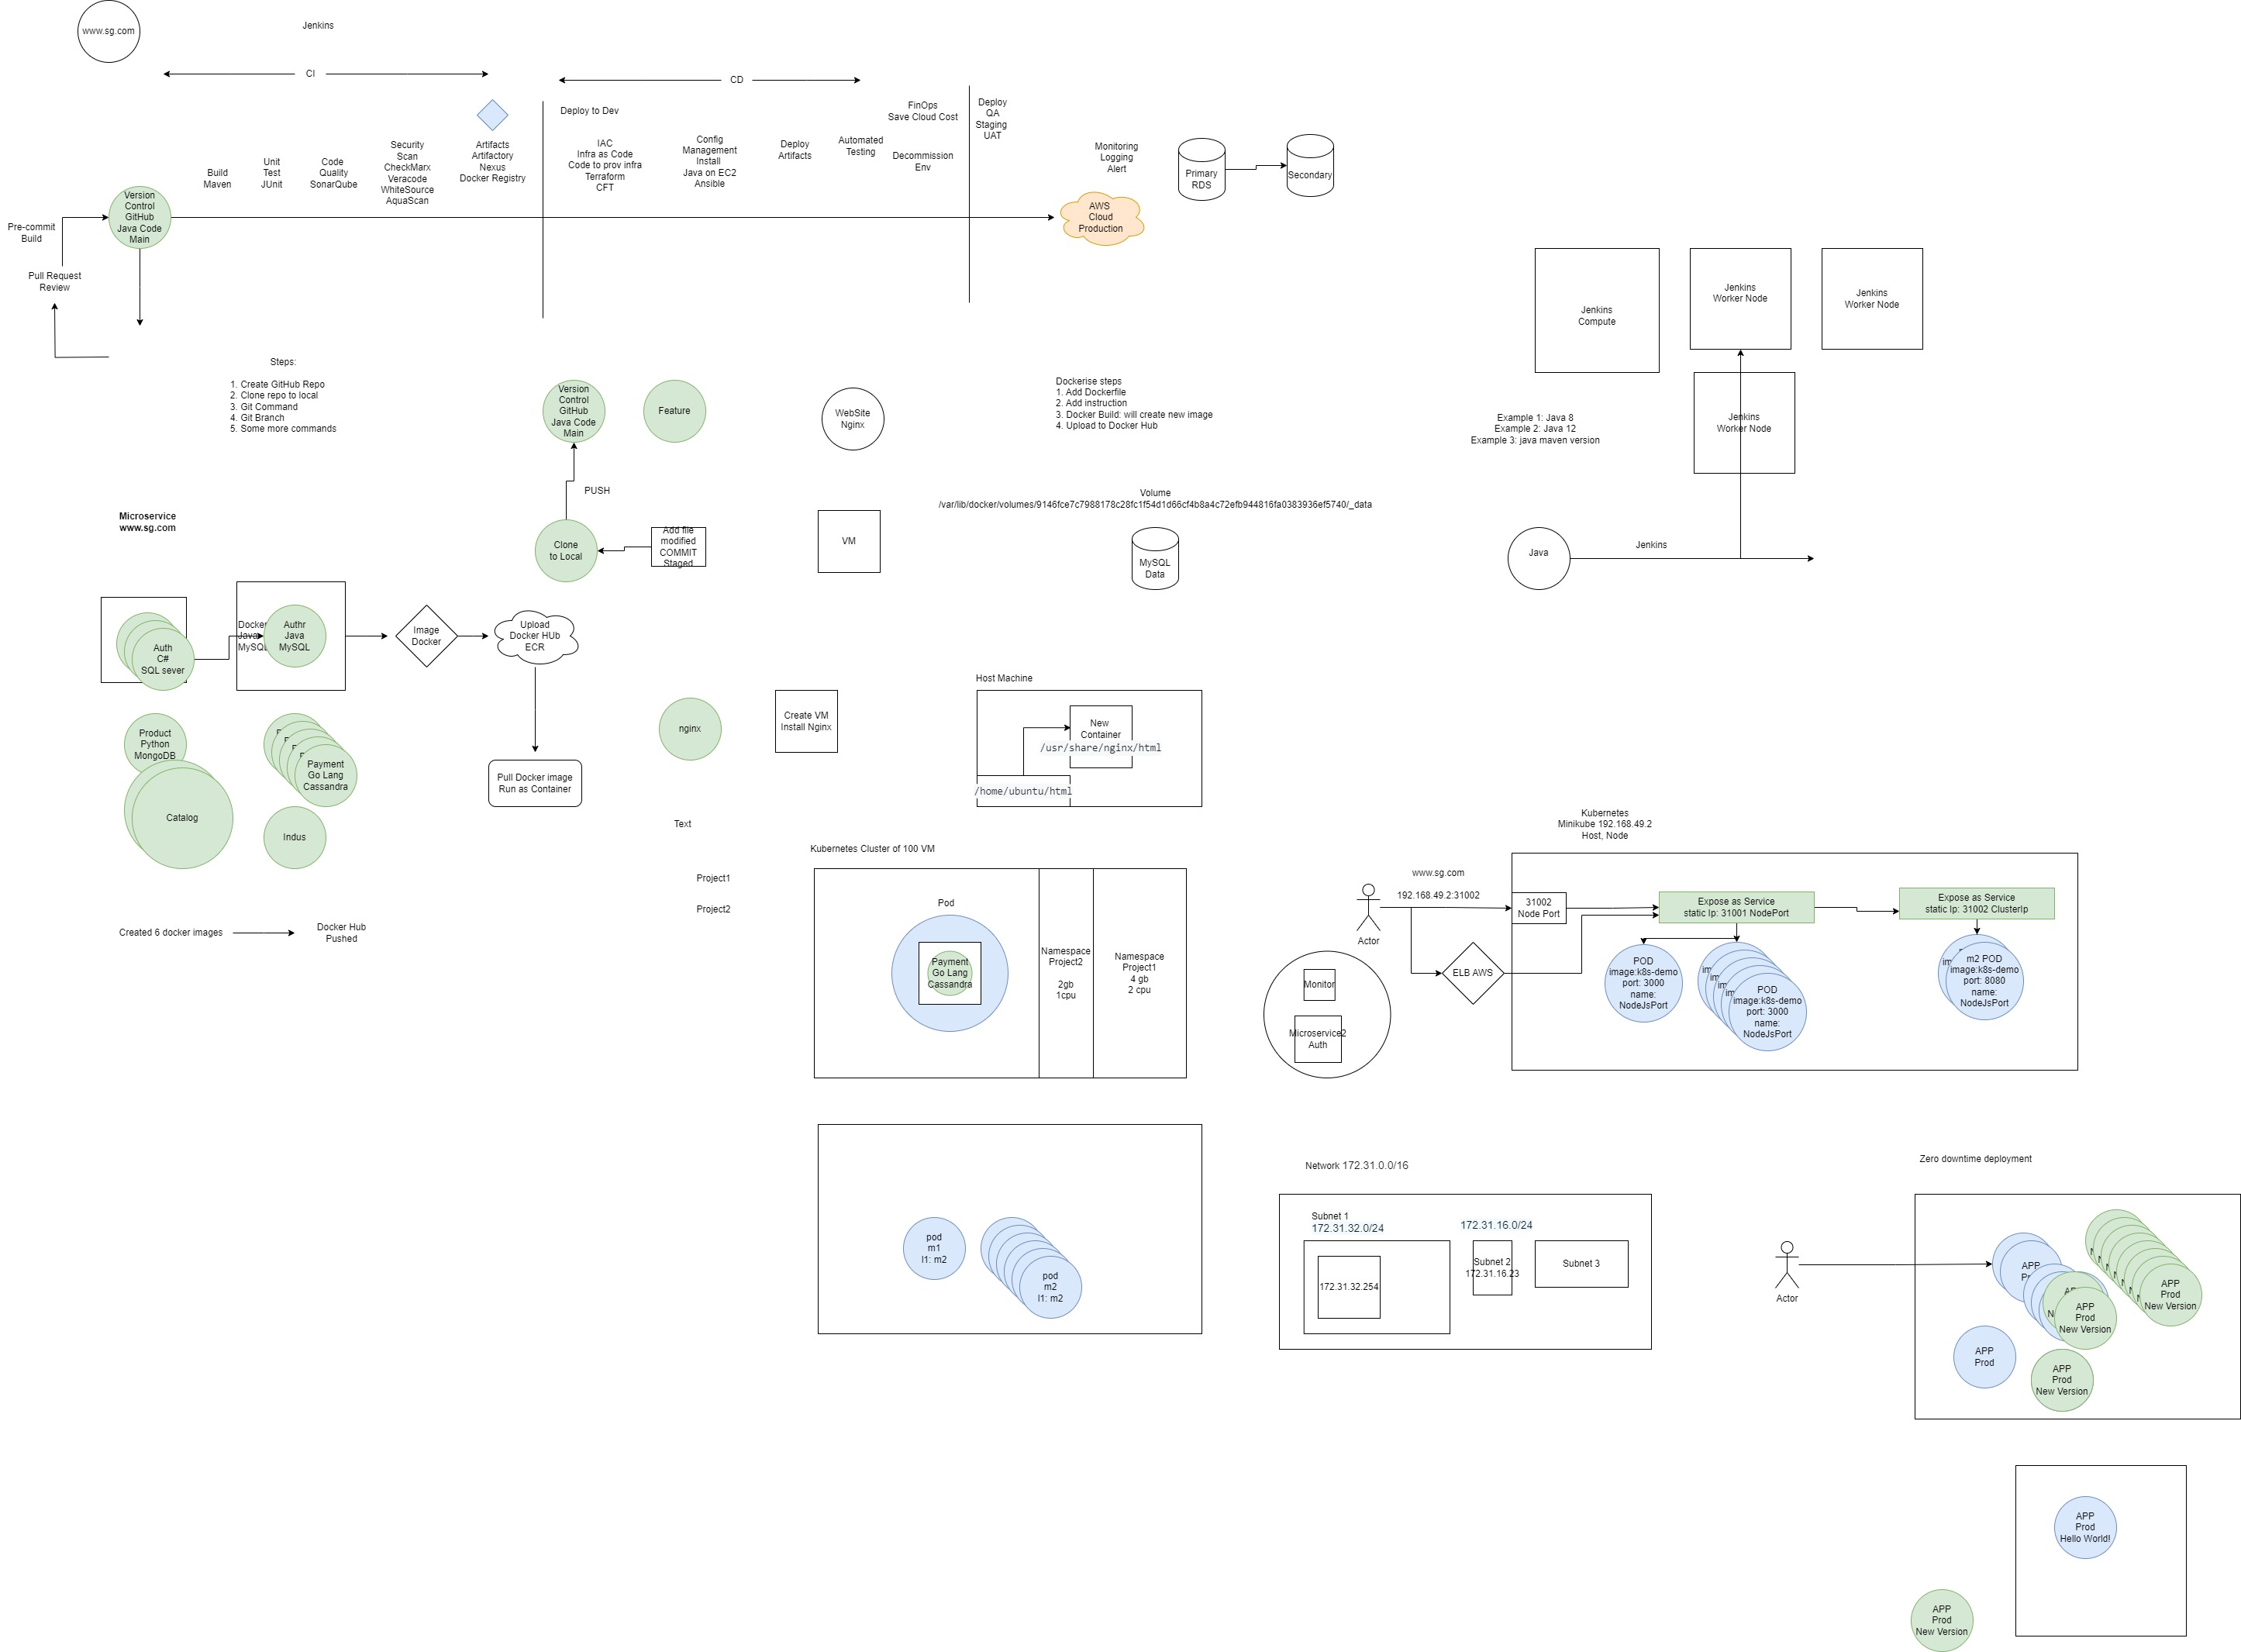 www.sg.com
Jenkins
CI
CD
Deploy to Dev
FinOps
Save Cloud Cost
Deploy
QA
Staging
UAT
Build
Maven
Unit
Test
JUnit
Code
Quality
SonarQube
Security
Scan
CheckMarx
Veracode
WhiteSource
AquaScan
Artifacts
Artifactory
Nexus
Docker Registry
IAC
Infra as Code
Code to prov infra
Terraform
CFT
Config
Management
Install
Java on EC2
Ansible
Deploy
Artifacts
Automated
Testing
Decommission
Env
Monitoring
Logging
Alert
Primary
RDS
Secondary
Version
Control
GitHub
Java Code
Main
AWS
Cloud
Production
Pre-commit
Build
Pull Request
Review
Jenkins
Compute
Jenkins
Worker Node
Jenkins
Worker Node
Jenkins
Worker Node
Steps:
1. Create GitHub Repo
2. Clone repo to local
3. Git Command
4. Git Branch
5. Some more commands
Version
Control
GitHub
Java Code
Main
Feature
WebSite
Nginx
Dockerise steps
1. Add Dockerfile
2. Add instruction
3. Docker Build: will create new image
4. Upload to Docker Hub
Example 1: Java 8
Example 2: Java 12
Example 3: java maven version
PUSH
Volume
/var/lib/docker/volumes/9146fce7c7988178c28fc1f54d1d66cf4b8a4c72efb944816fa0383936ef5740/_data
Microservice
www.sg.com
Clone
to Local
Add file
modified
COMMIT
Staged
VM
MySQL
Data
Java
Jenkins
Auth
C#
SQL sever
Docker
Java
MySQL
Authr
Java
MySQL
Image
Docker
Upload
Docker HUb
ECR
Host Machine
Product
Python
MongoDB
Payment
Go Lang
Cassandra
nginx
Create VM
Install Nginx
New
Container
/usr/share/nginx/html
/home/ubuntu/html
Pull Docker image
Run as Container
Catalog
Indus
Text
Kubernetes
Minikube 192.168.49.2
Host, Node
Kubernetes Cluster of 100 VM
Project1
Project2
Pod
Payment
Go Lang
Cassandra
Namespace
Project2
2gb
1cpu
Namespace
Project1
4 gb
2 cpu
Created 6 docker images
Docker Hub
Pushed
www.sg.com
192.168.49.2:31002
Actor
31002
Node Port
Expose as Service
static Ip: 31001 NodePort
Expose as Service
static Ip: 31002 ClusterIp
ELB AWS
Monitor
Microservice2
Auth
POD
image:k8s-demo
port: 3000
name:
NodeJsPort
POD
image:k8s-demo
port: 3000
name:
NodeJsPort
m2 POD
image:k8s-demo
port: 8080
name:
NodeJsPort
pod
m1
l1: m2
pod
m2
l1: m2
Network 172.31.0.0/16
Subnet 1
172.31.32.0/24
172.31.16.0/24
172.31.32.254
Subnet 2
172.31.16.23
Subnet 3
Zero downtime deployment
Actor
APP
APP
Prod
New Version
APP
Prod
New Version
APP
Prod
APP
Prod
New Version
APP
Prod
Hello World!
APP
Prod
New Version